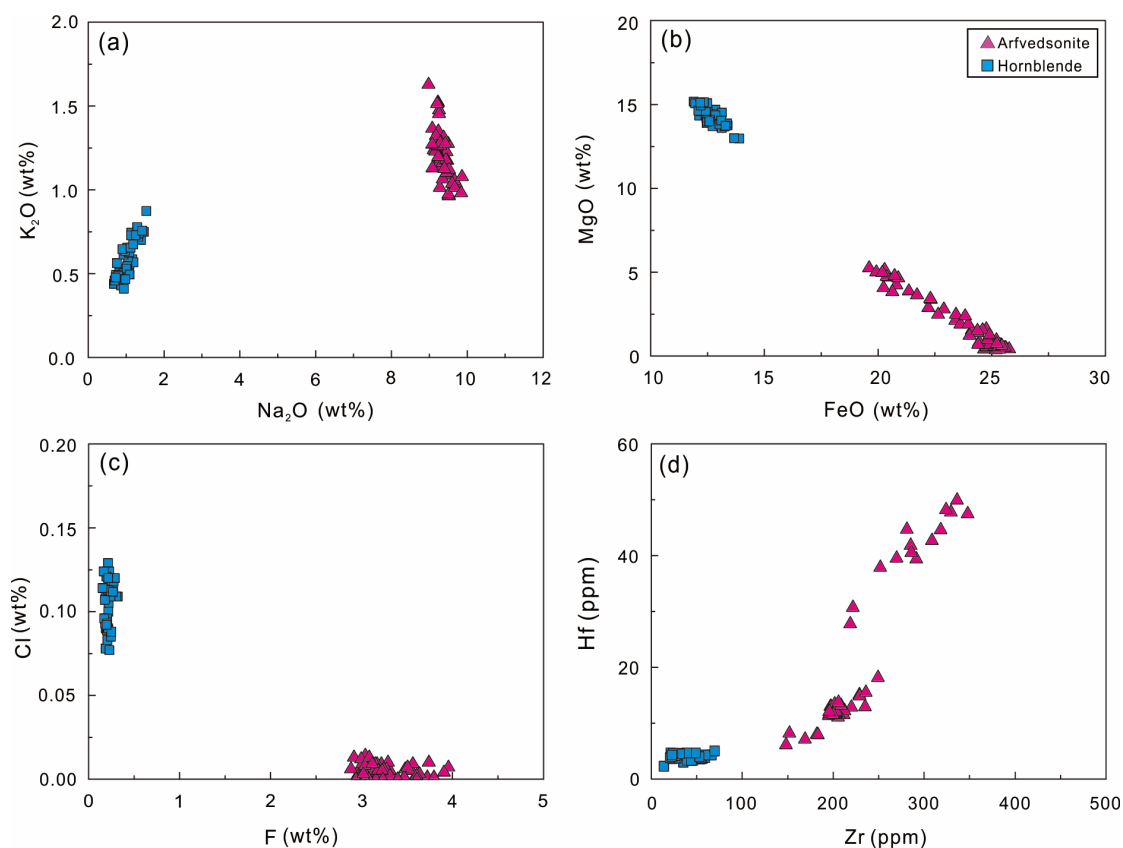 (a)
2.0
1.5
1.0
0.5
0.0
K₂O (wt%)
0 2 4 6 8 10 12
Na₂O (wt%)
(b)
Arfvedsonite
Hornblende
20
15
10
5
0
MgO (wt%)
10 15 20 25 30
FeO (wt%)
(c)
0.20
0.15
0.10
0.05
0.00
Cl (wt%)
0 1 2 3 4 5
F (wt%)
(d)
60
40
20
0
Hf (ppm)
0 100 200 300 400 500
Zr (ppm)